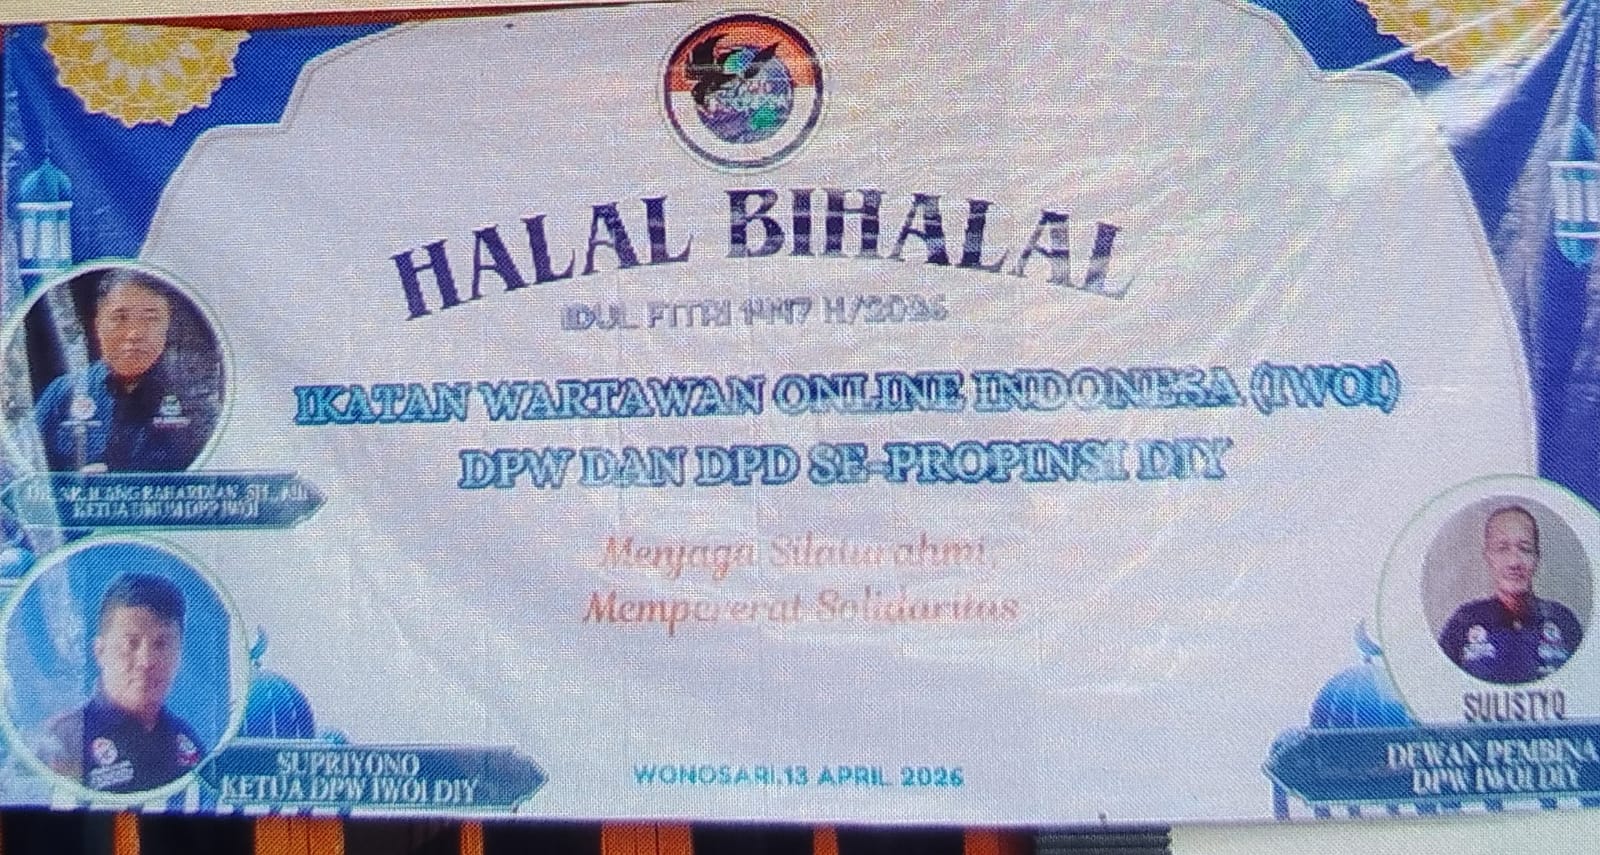 HALAL BIHALAL
IDUL FITRI 1447 H/2026
IKATAN WARTAWAN ONLINE INDONESA (IWOI)
DPW DAN DPD SE-PROPINSI DIY
Menjaga Silaturahmi,
Mempererat Solidaritas
KETUA UMUM DPP IWOI
SUPRIYONO
KETUA DPW IWOI DIY
WONOSARI,13 APRIL 2026
SULISTYO
DEWAN PEMBINA
DPW IWOI DIY